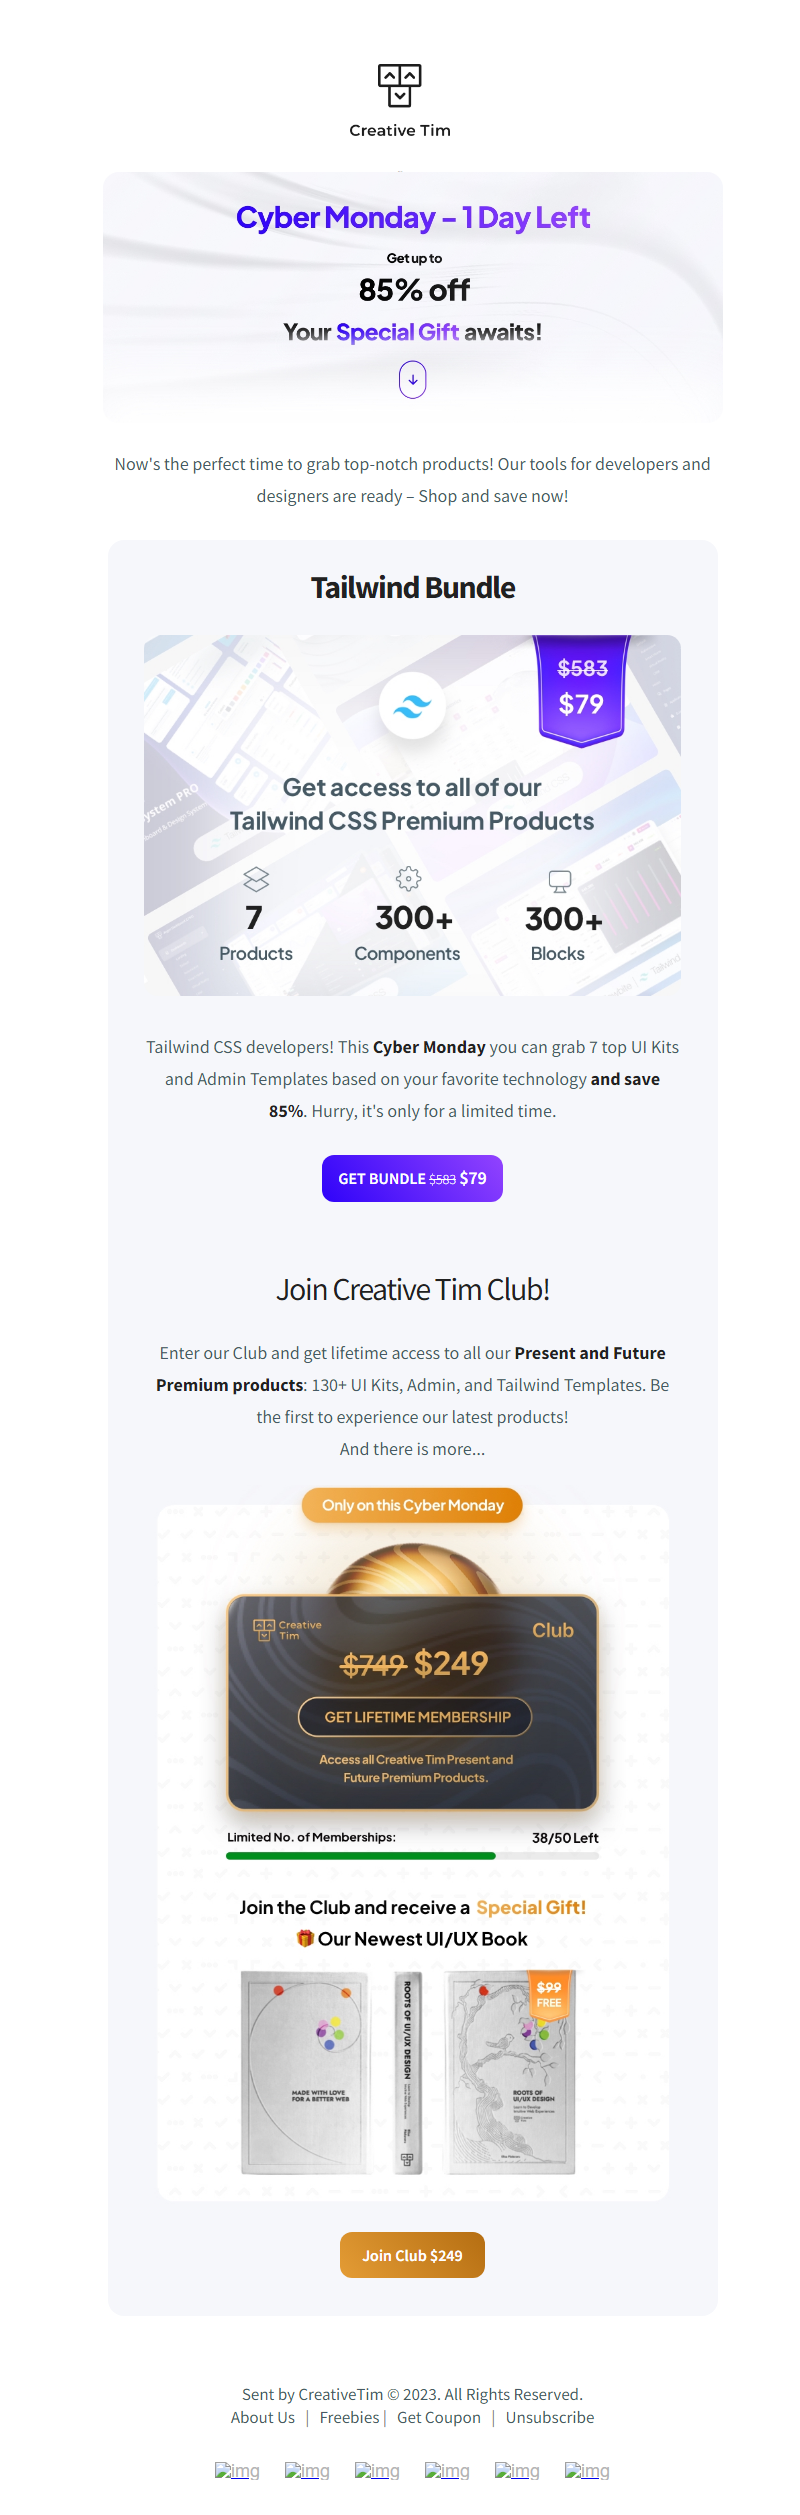 Creative Tim
Cyber Monday - 1 Day Left
Get up to
85% off
Your Special Gift awaits!
Now's the perfect time to grab top-notch products! Our tools for developers and
designers are ready – Shop and save now!
Tailwind Bundle
$583
$79
Get access to all of our
Tailwind CSS Premium Products
7
300+
300+
Products
Components
Blocks
Tailwind CSS developers! This Cyber Monday you can grab 7 top UI Kits
and Admin Templates based on your favorite technology and save
85%. Hurry, it's only for a limited time.
GET BUNDLE $583 $79
Join Creative Tim Club!
Enter our Club and get lifetime access to all our Present and Future
Premium products: 130+ UI Kits, Admin, and Tailwind Templates. Be
the first to experience our latest products!
And there is more...
Only on this Cyber Monday
Creative
Tim
Club
$749 $249
GET LIFETIME MEMBERSHIP
Access all Creative Tim Present and
Future Premium Products.
Limited No. of Memberships:
38/50 Left
Join the Club and receive a Special Gift!
🎁 Our Newest UI/UX Book
MADE WITH LOVE
FOR A BETTER WEB
ROOTS OF UI/UX DESIGN
$99
FREE
ROOTS OF
UI/UX DESIGN
Join Club $249
Sent by CreativeTim © 2023. All Rights Reserved.
About Us | Freebies | Get Coupon | Unsubscribe
img img img img img img